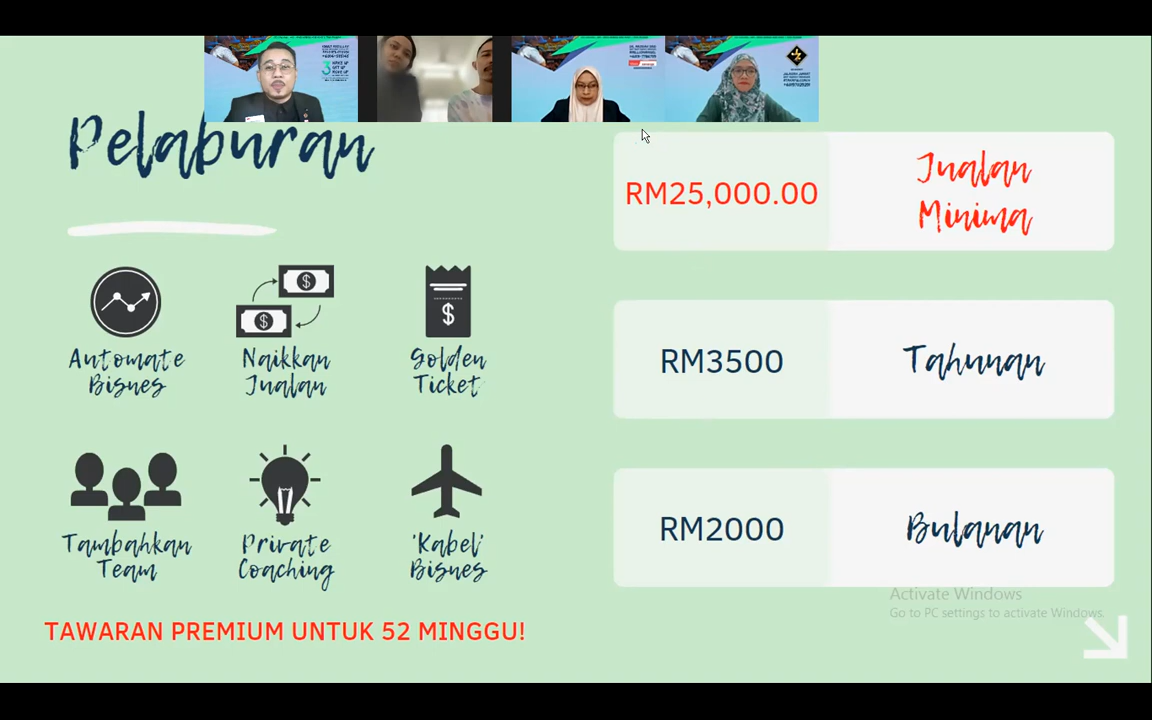 Pelaburan
RM25,000.00
Jualan
Minima
Automate
Bisnes
Naikkan
Jualan
Golden
Ticket
RM3500
Tahunan
Tambahkan
Team
Private
Coaching
'Kabel'
Bisnes
RM2000
Bulanan
TAWARAN PREMIUM UNTUK 52 MINGGU!
Activate Windows
Go to PC settings to activate Windows.